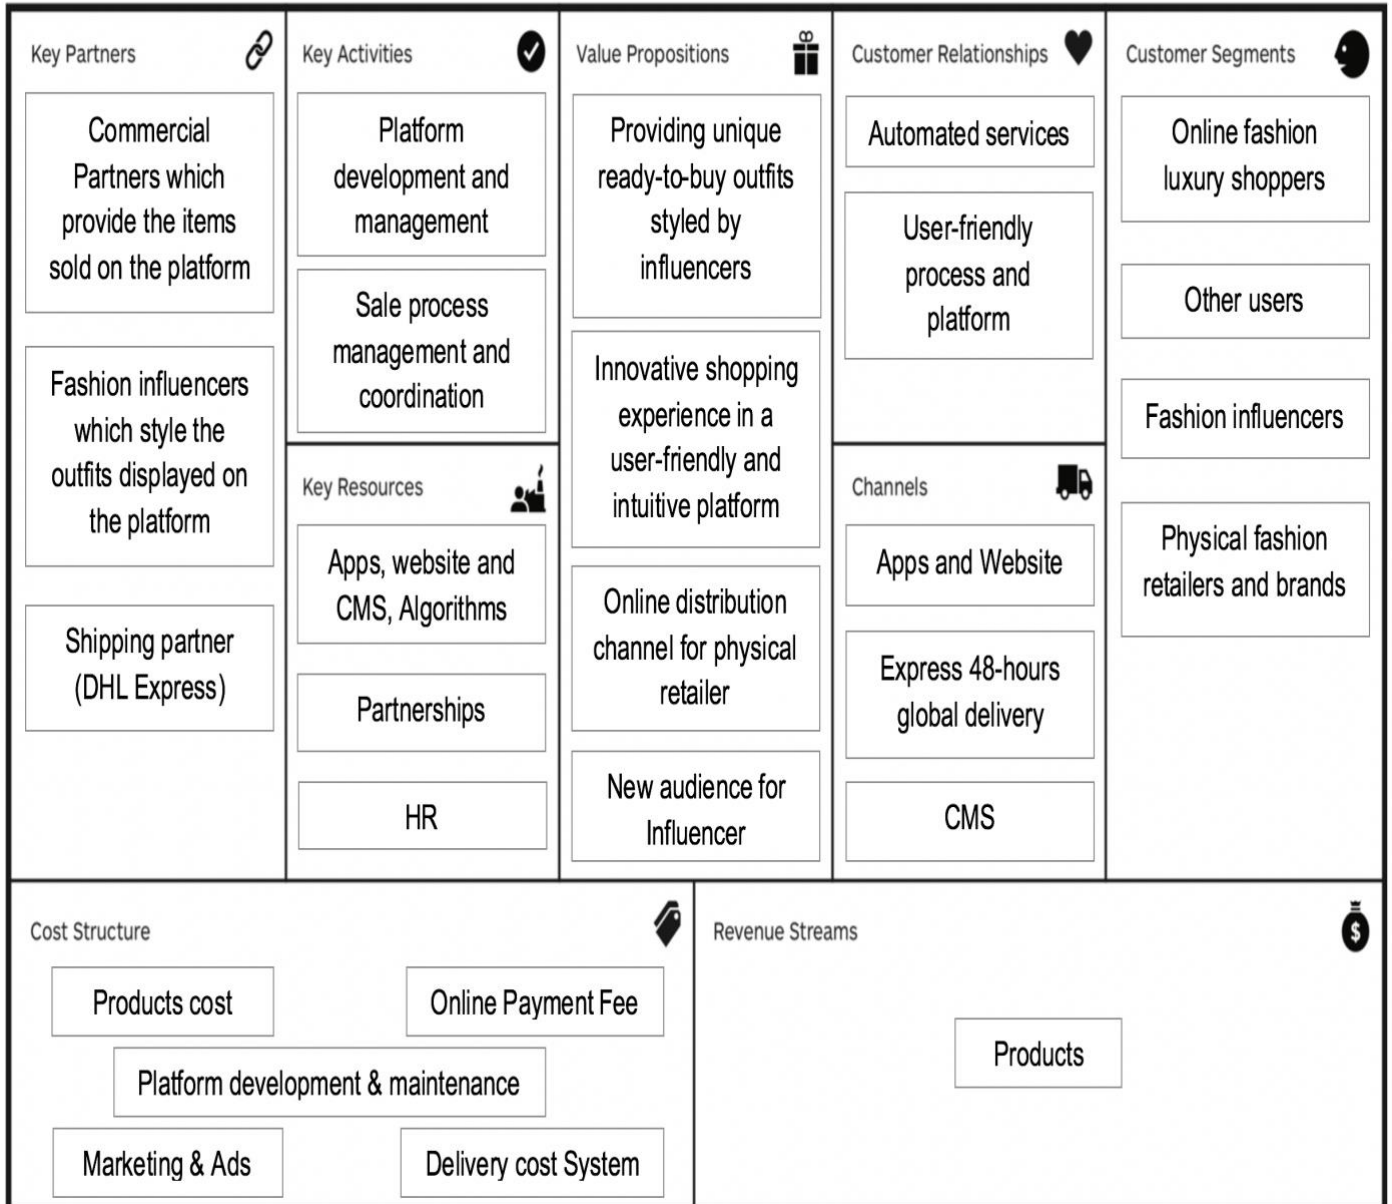 Key Partners
Commercial
Partners which
provide the items
sold on the platform
Fashion influencers
which style the
outfits displayed on
the platform
Shipping partner
(DHL Express)
Key Activities
Platform
development and
management
Sale process
management and
coordination
Key Resources
Apps, website and
CMS, Algorithms
Partnerships
HR
Value Propositions
Providing unique
ready-to-buy outfits
styled by
influencers
Innovative shopping
experience in a
user-friendly and
intuitive platform
Online distribution
channel for physical
retailer
New audience for
Influencer
Customer Relationships
Automated services
User-friendly
process and
platform
Channels
Apps and Website
Express 48-hours
global delivery
CMS
Customer Segments
Online fashion
luxury shoppers
Other users
Fashion influencers
Physical fashion
retailers and brands
Cost Structure
Products cost
Online Payment Fee
Platform development & maintenance
Marketing & Ads
Delivery cost System
Revenue Streams
$
Products